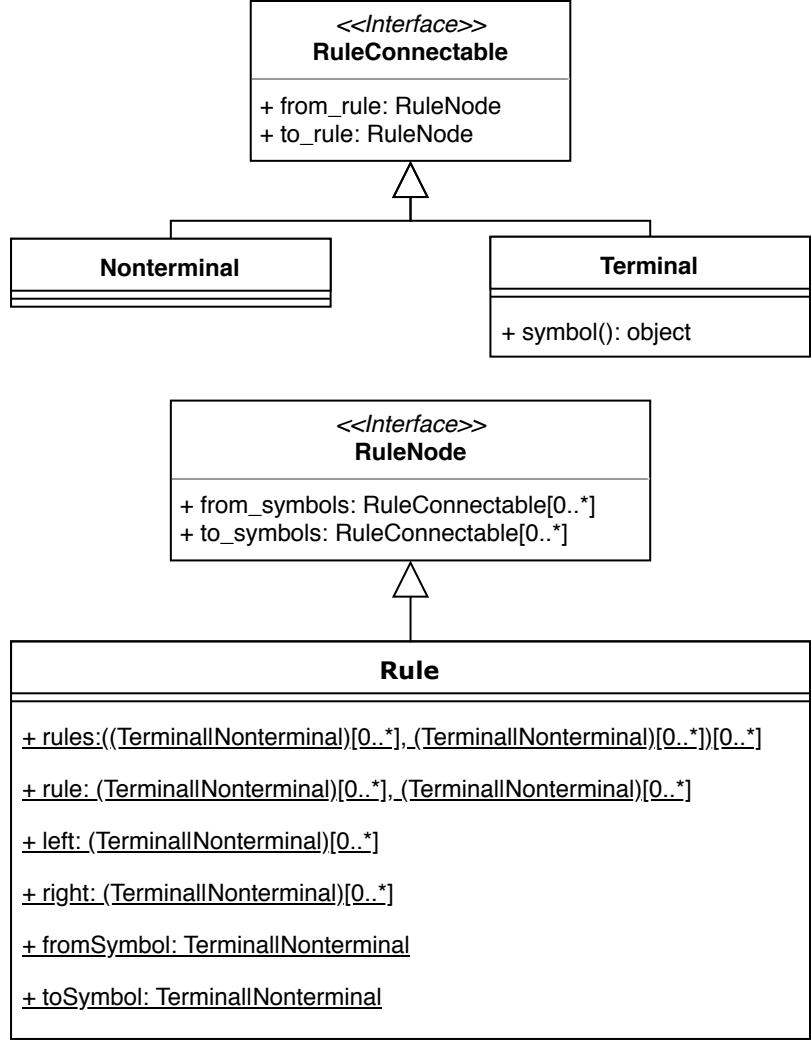 <<Interface>>
RuleConnectable
+ from_rule: RuleNode
+ to_rule: RuleNode
Nonterminal
Terminal
+ symbol(): object
<<Interface>>
RuleNode
+ from_symbols: RuleConnectable[0..*]
+ to_symbols: RuleConnectable[0..*]
Rule
+ rules:((Terminal|Nonterminal)[0..*], (Terminal|Nonterminal)[0..*])[0..*]
+ rule: (Terminal|Nonterminal)[0..*], (Terminal|Nonterminal)[0..*]
+ left: (Terminal|Nonterminal)[0..*]
+ right: (Terminal|Nonterminal)[0..*]
+ fromSymbol: Terminal|Nonterminal
+ toSymbol: Terminal|Nonterminal